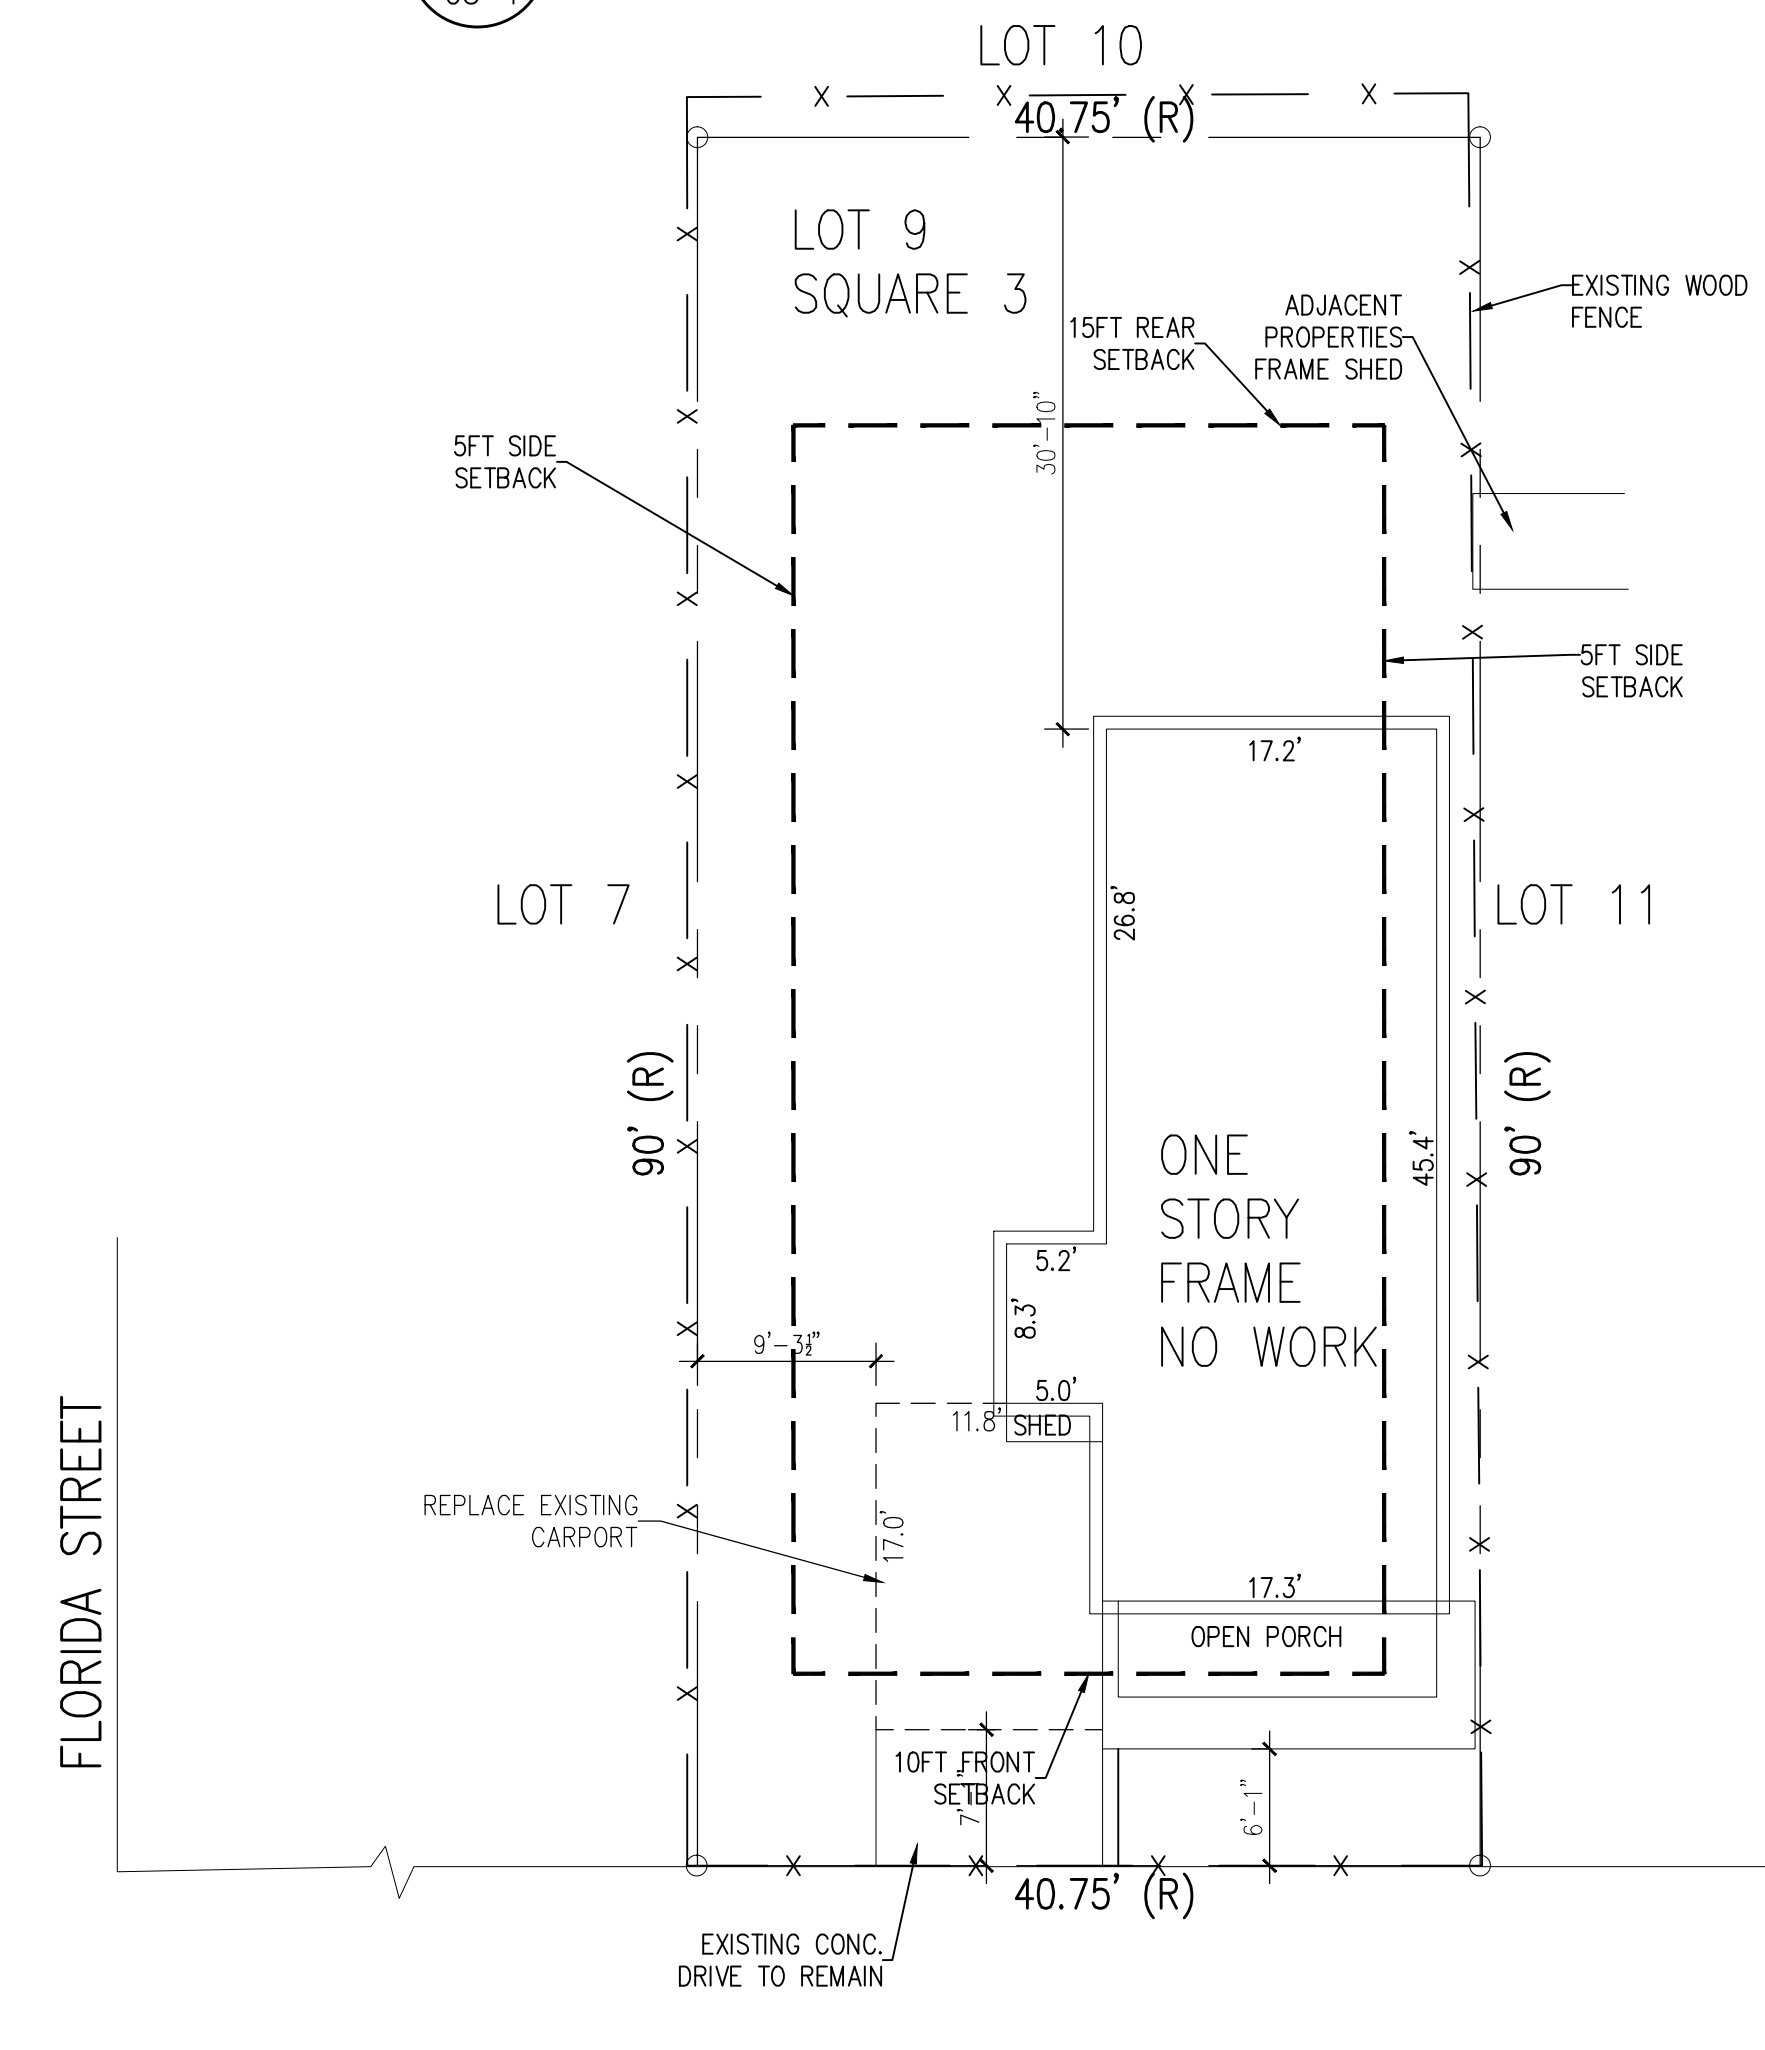 LOT 10
40.75' (R)
LOT 9
SQUARE 3
EXISTING WOOD
FENCE
ADJACENT
PROPERTIES
FRAME SHED
15FT REAR
SETBACK
30'-10"
5FT SIDE
SETBACK
5FT SIDE
SETBACK
17.2'
26.8'
LOT 7
LOT 11
90' (R)
90' (R)
45.4'
ONE
STORY
FRAME
NO WORK
5.2'
8.3'
9'-3½"
5.0'
11.8'
SHED
REPLACE EXISTING
CARPORT
17.0'
17.3'
OPEN PORCH
FLORIDA STREET
10FT FRONT
SETBACK
6'-1"
40.75' (R)
EXISTING CONC.
DRIVE TO REMAIN